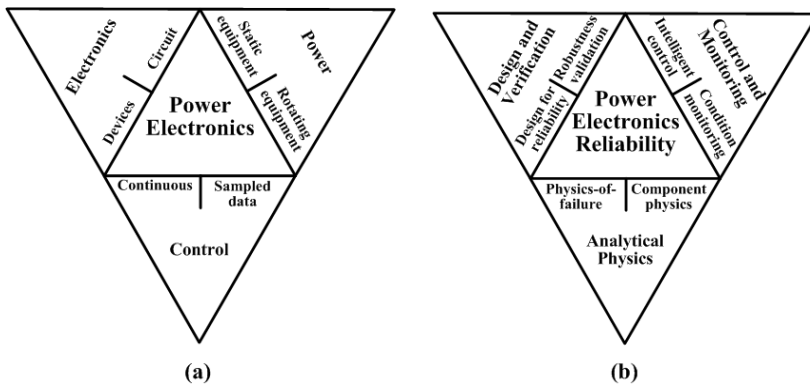 Electronics
Devices
Circuit
Static
equipment
Rotating
equipment
Power
Power
Electronics
Continuous
Sampled
data
Control
(a)
Design and
Verification
Design for
reliability
Robustness
validation
Intelligent
control
Condition
monitoring
Control and
Monitoring
Power
Electronics
Reliability
Physics-of-
failure
Component
physics
Analytical
Physics
(b)